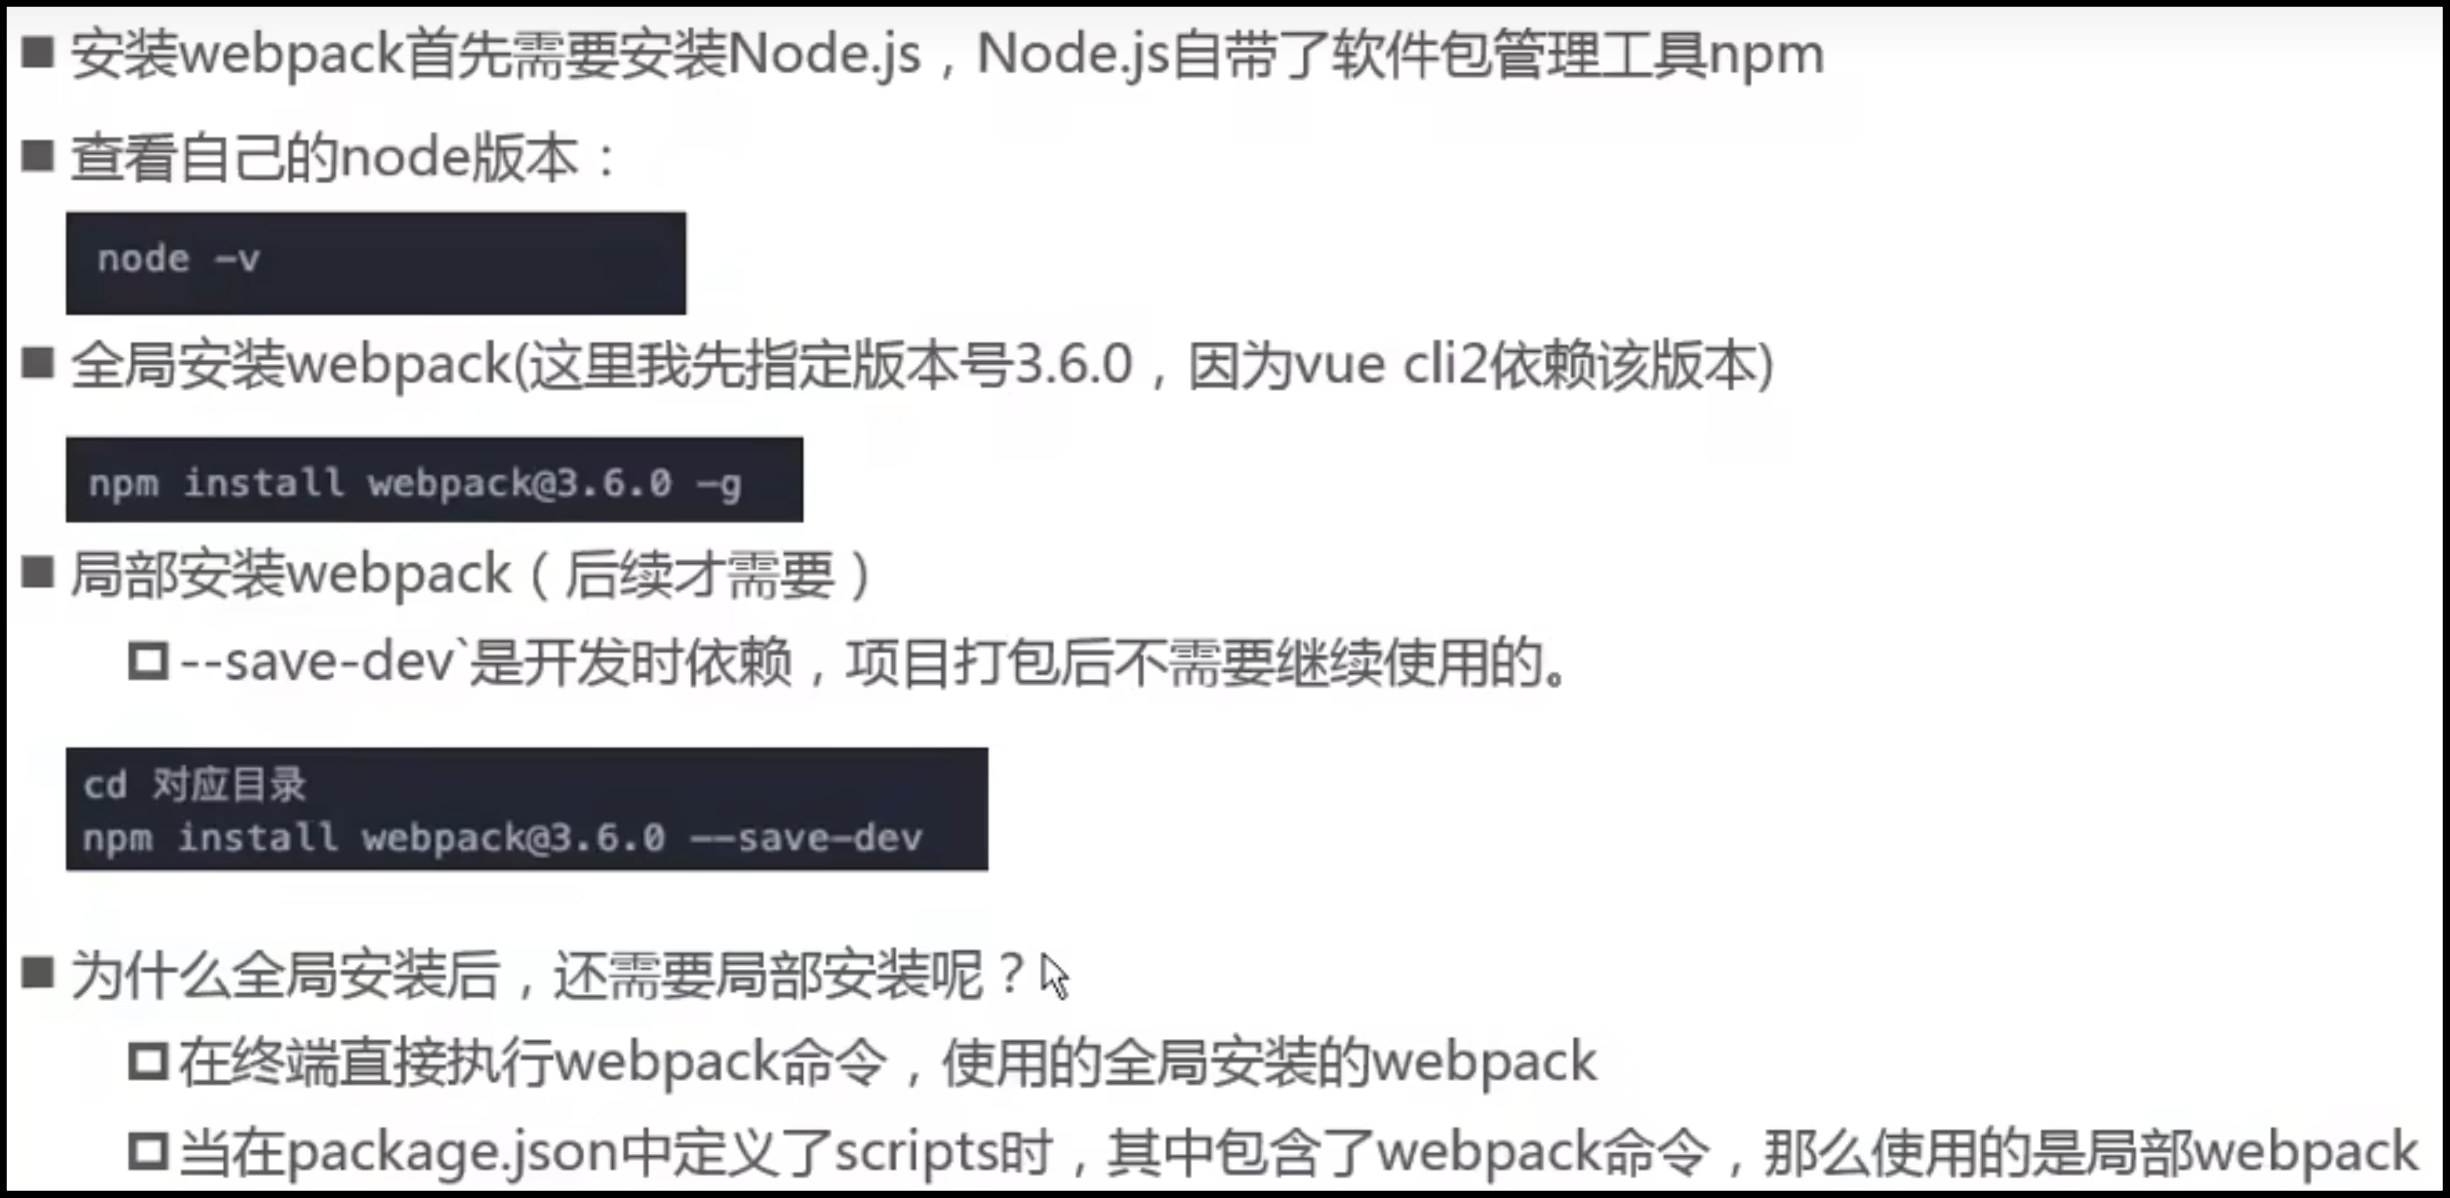 安装webpack首先需要安装Node.js，Node.js自带了软件包管理工具npm
查看自己的node版本：
node -v
全局安装webpack(这里我先指定版本号3.6.0，因为vue cli2依赖该版本)
npm install webpack@3.6.0 -g
局部安装webpack（后续才需要）
--save-dev`是开发时依赖，项目打包后不需要继续使用的。
cd 对应目录
npm install webpack@3.6.0 --save-dev
为什么全局安装后，还需要局部安装呢？
在终端直接执行webpack命令，使用的全局安装的webpack
当在package.json中定义了scripts时，其中包含了webpack命令，那么使用的是局部webpack